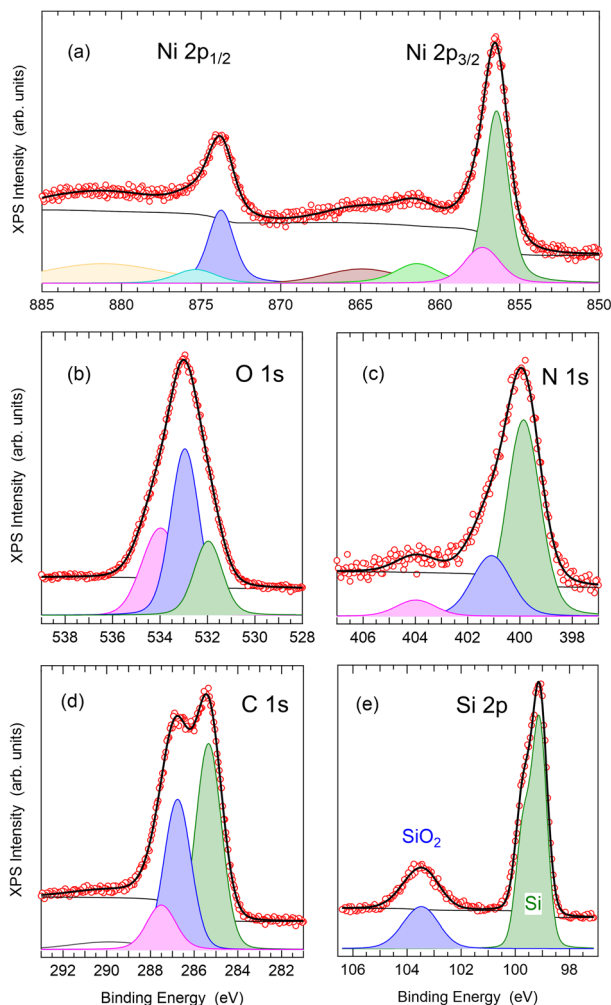 (a)
Ni 2p1/2
Ni 2p3/2
XPS Intensity (arb. units)
885 880 875 870 865 860 855 850
(b)
O 1s
XPS Intensity (arb. units)
538 536 534 532 530 528
(c)
N 1s
406 404 402 400 398
(d)
C 1s
XPS Intensity (arb. units)
292 290 288 286 284 282
Binding Energy (eV)
(e)
Si 2p
SiO2
Si
106 104 102 100 98
Binding Energy (eV)